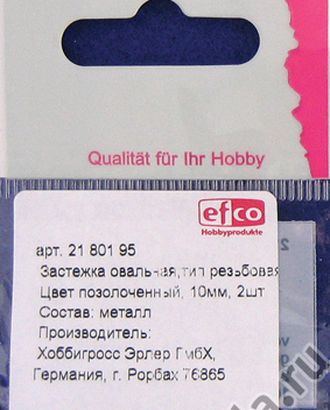 Qualität für Ihr Hobby
efco
Hobbyprodukte
арт. 21 801 95
Застежка овальная,тип резьбовая
Цвет позолоченный, 10мм, 2шт
Состав: металл
Производитель:
Хоббигросс Эрлер ГмбХ,
Германия, г. Рорбах 76865